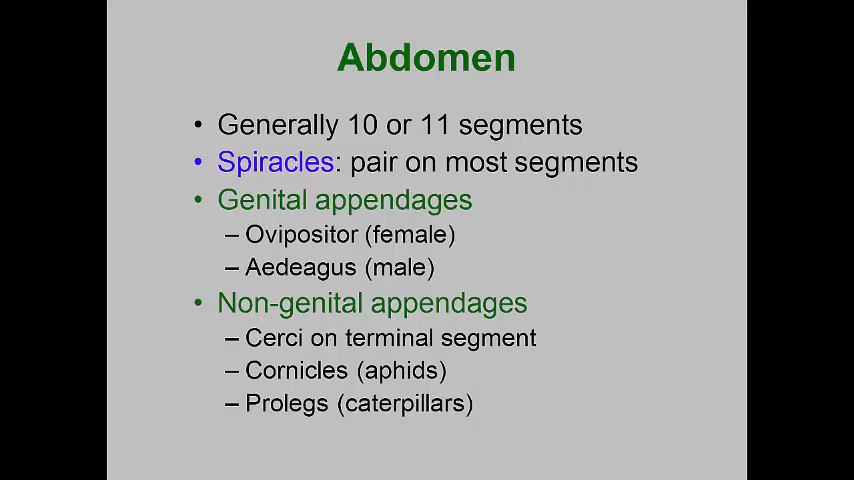 Abdomen
• Generally 10 or 11 segments
• Spiracles: pair on most segments
• Genital appendages
– Ovipositor (female)
– Aedeagus (male)
• Non-genital appendages
– Cerci on terminal segment
– Cornicles (aphids)
– Prolegs (caterpillars)